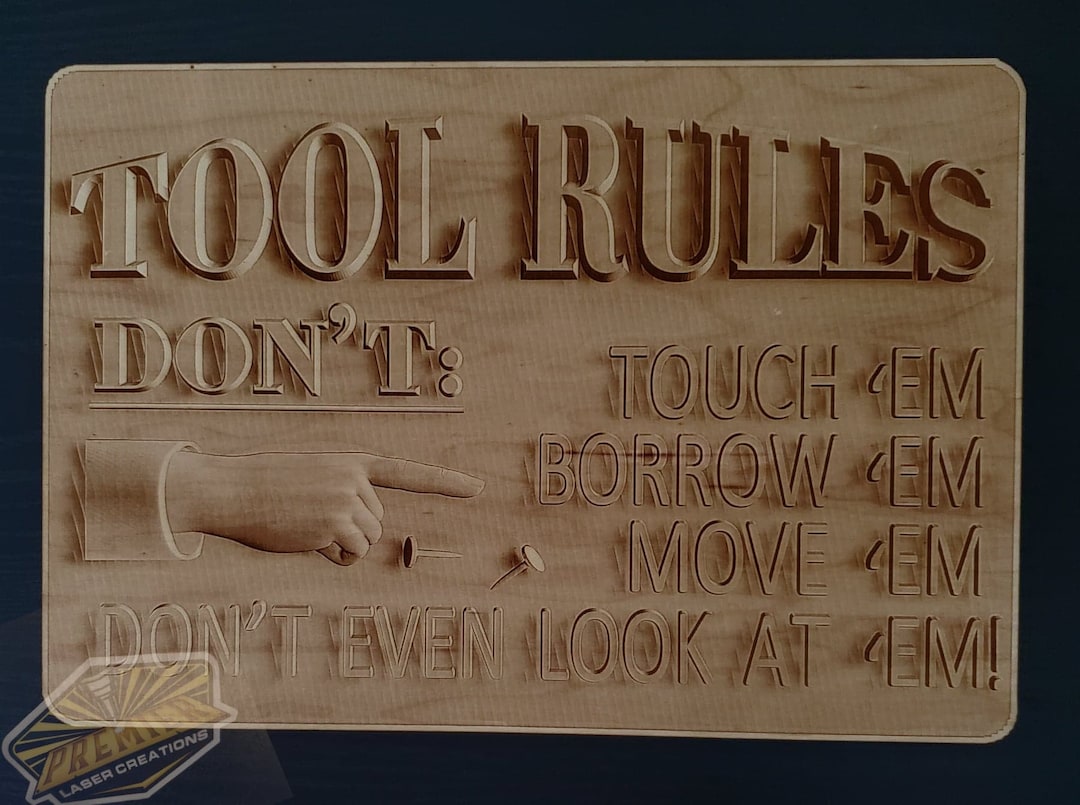 TOOL RULES
DON'T:
TOUCH 'EM
BORROW 'EM
MOVE 'EM
DON'T EVEN LOOK AT 'EM!
PREMIER
LASER CREATIONS